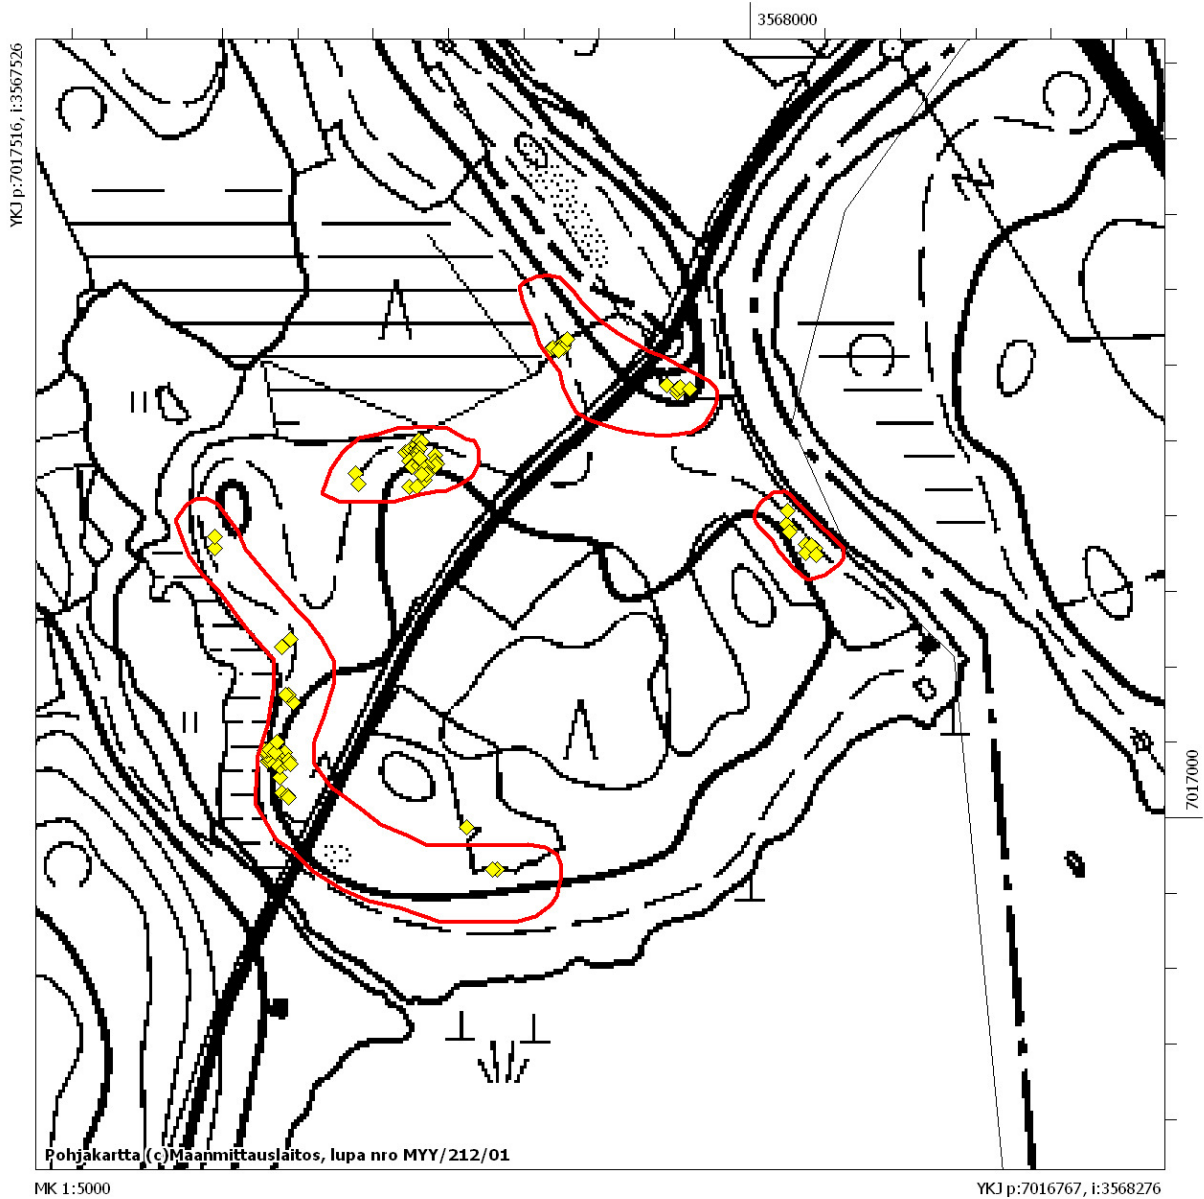 3568000
YKJ p:7017516, i:3567526
7017000
Pohjakartta (c)Maanmittauslaitos, lupa nro MYY/212/01
MK 1:5000
YKJ p:7016767, i:3568276